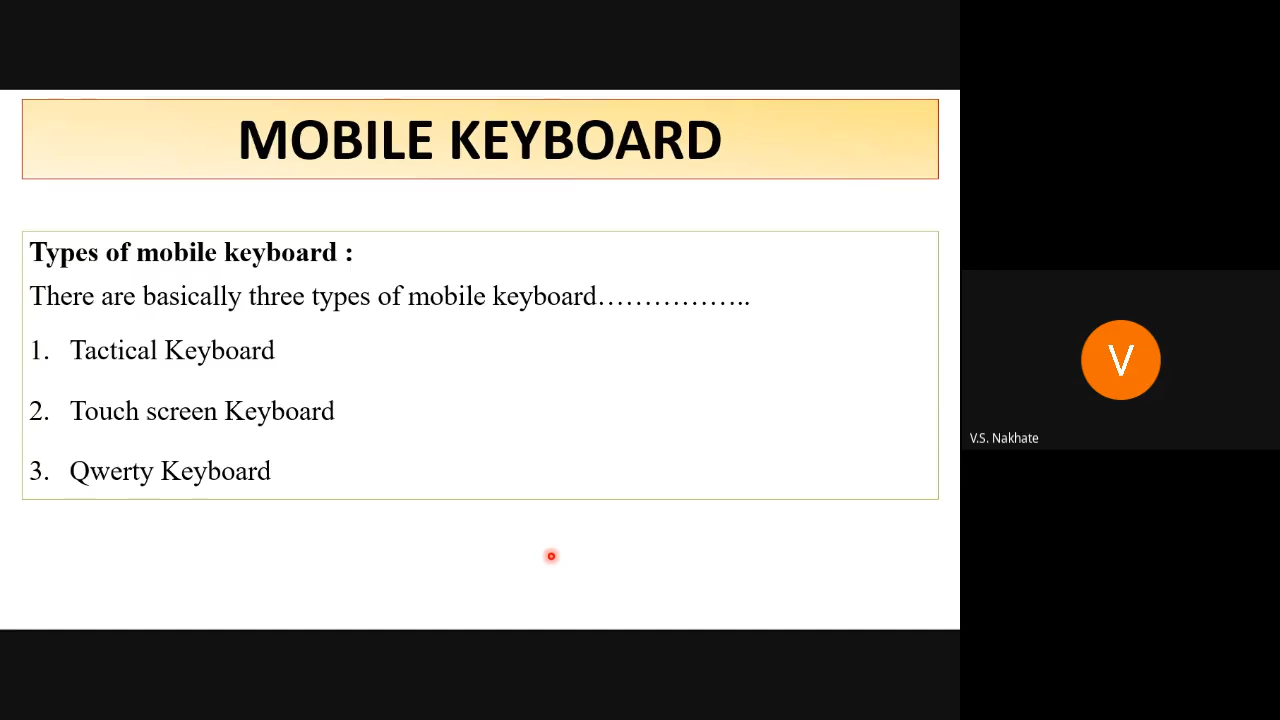 MOBILE KEYBOARD
Types of mobile keyboard :
There are basically three types of mobile keyboard……………..
1. Tactical Keyboard
2. Touch screen Keyboard
3. Qwerty Keyboard
V
V.S. Nakhate